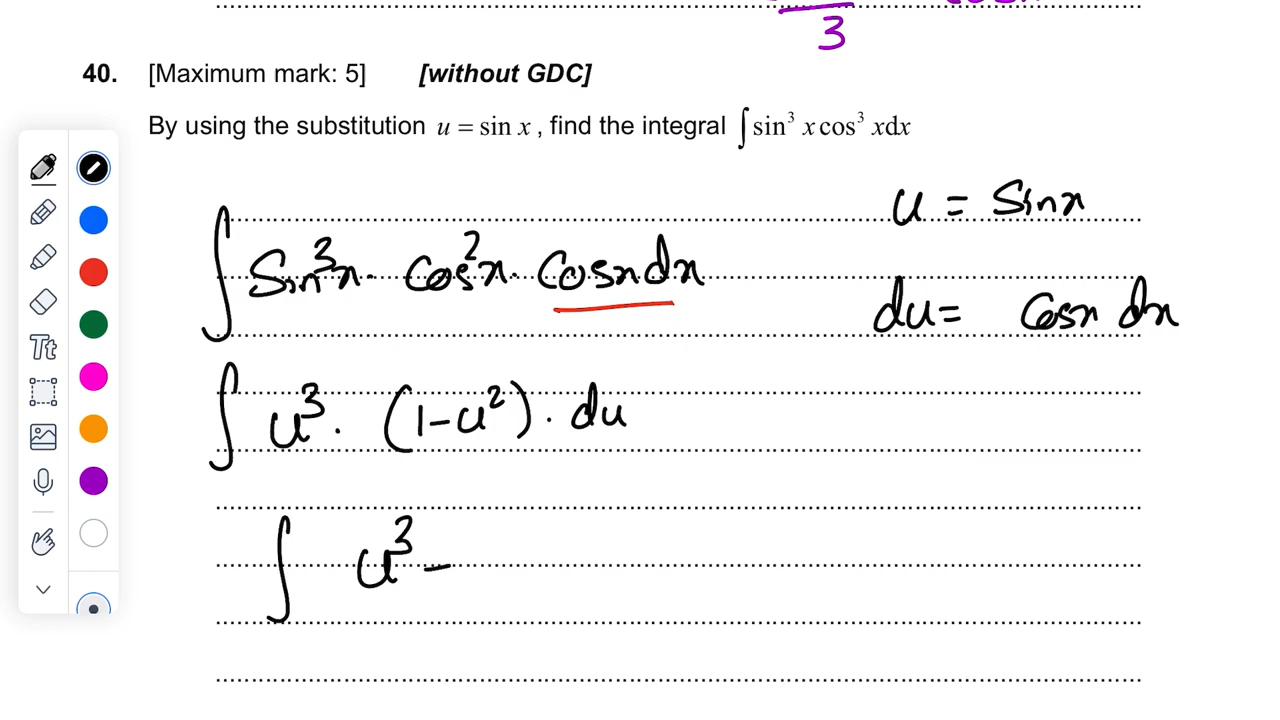 3
40. [Maximum mark: 5] [without GDC]
By using the substitution u = sin x, find the integral ∫ sin³ x cos³ x dx
u = Sinx
∫ Sin³x · Cos²x · Cosx dx
du = Cosx dx
∫ u³ · (1-u²) · du
∫ u³ -
Tt